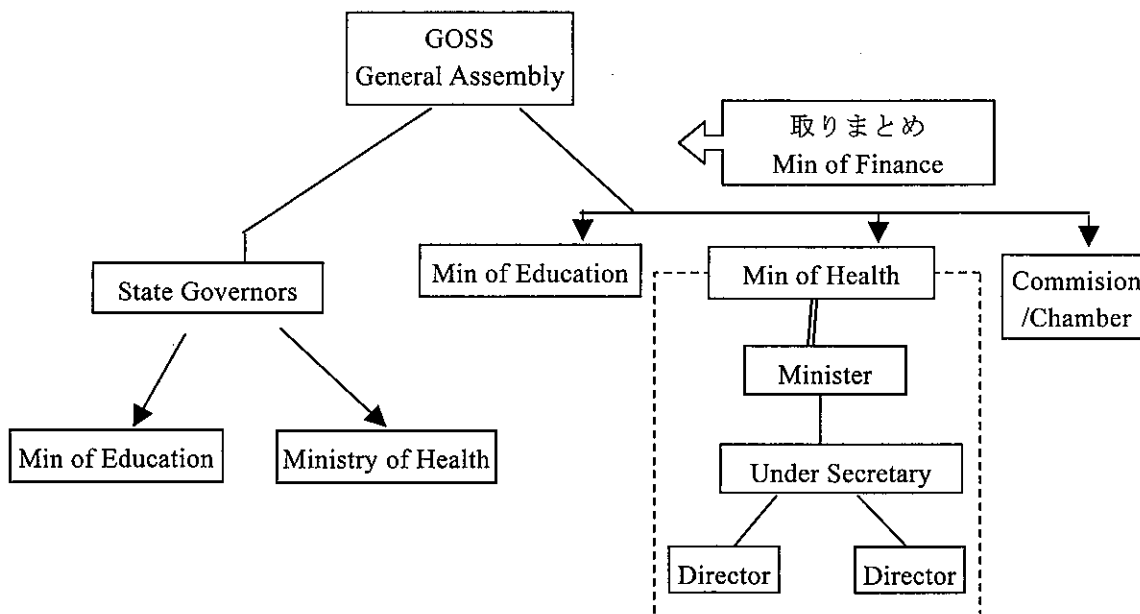 GOSS
General Assembly
取りまとめ
Min of Finance
Min of Education
Min of Health
Commision
/Chamber
State Governors
Minister
Min of Education
Ministry of Health
Under Secretary
Director
Director